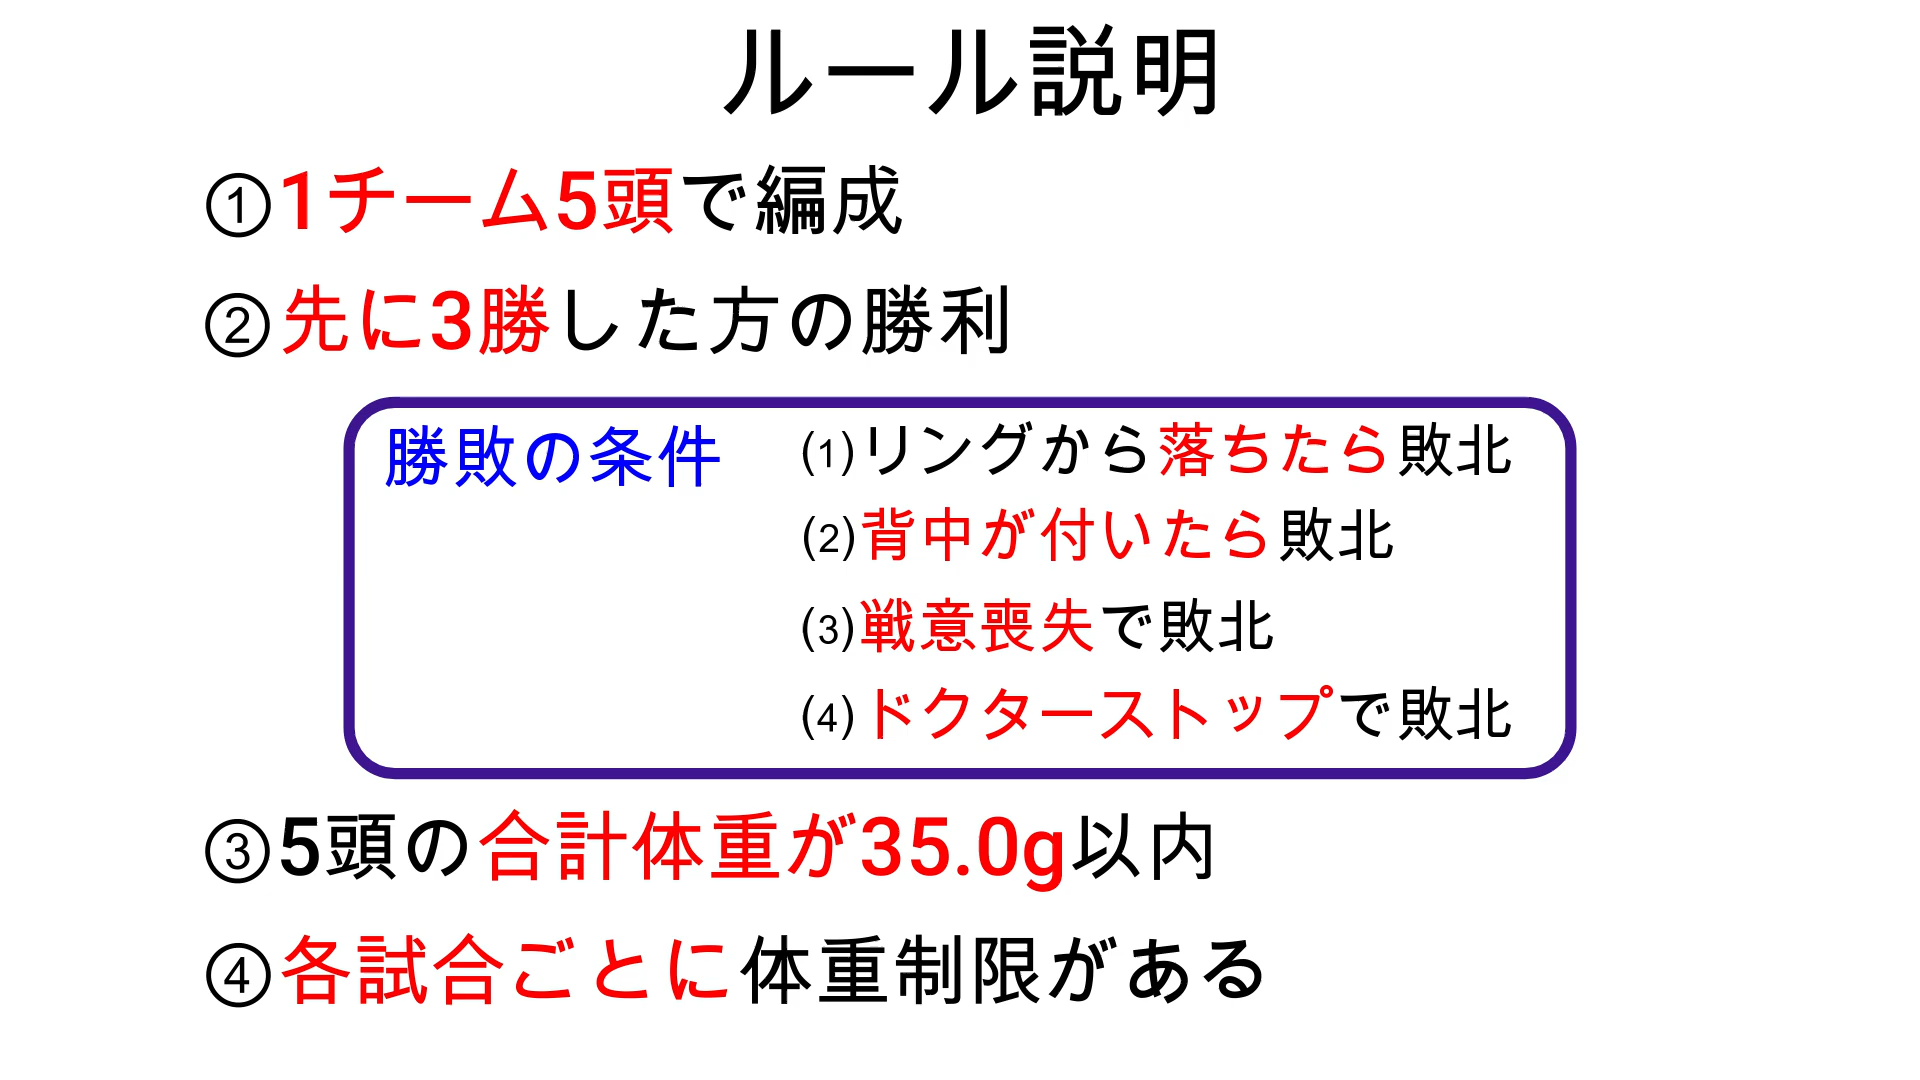 ルール説明
①1チーム5頭で編成
②先に3勝した方の勝利
勝敗の条件
(1)リングから落ちたら敗北
(2)背中が付いたら敗北
(3)戦意喪失で敗北
(4)ドクターストップで敗北
③5頭の合計体重が35.0g以内
④各試合ごとに体重制限がある